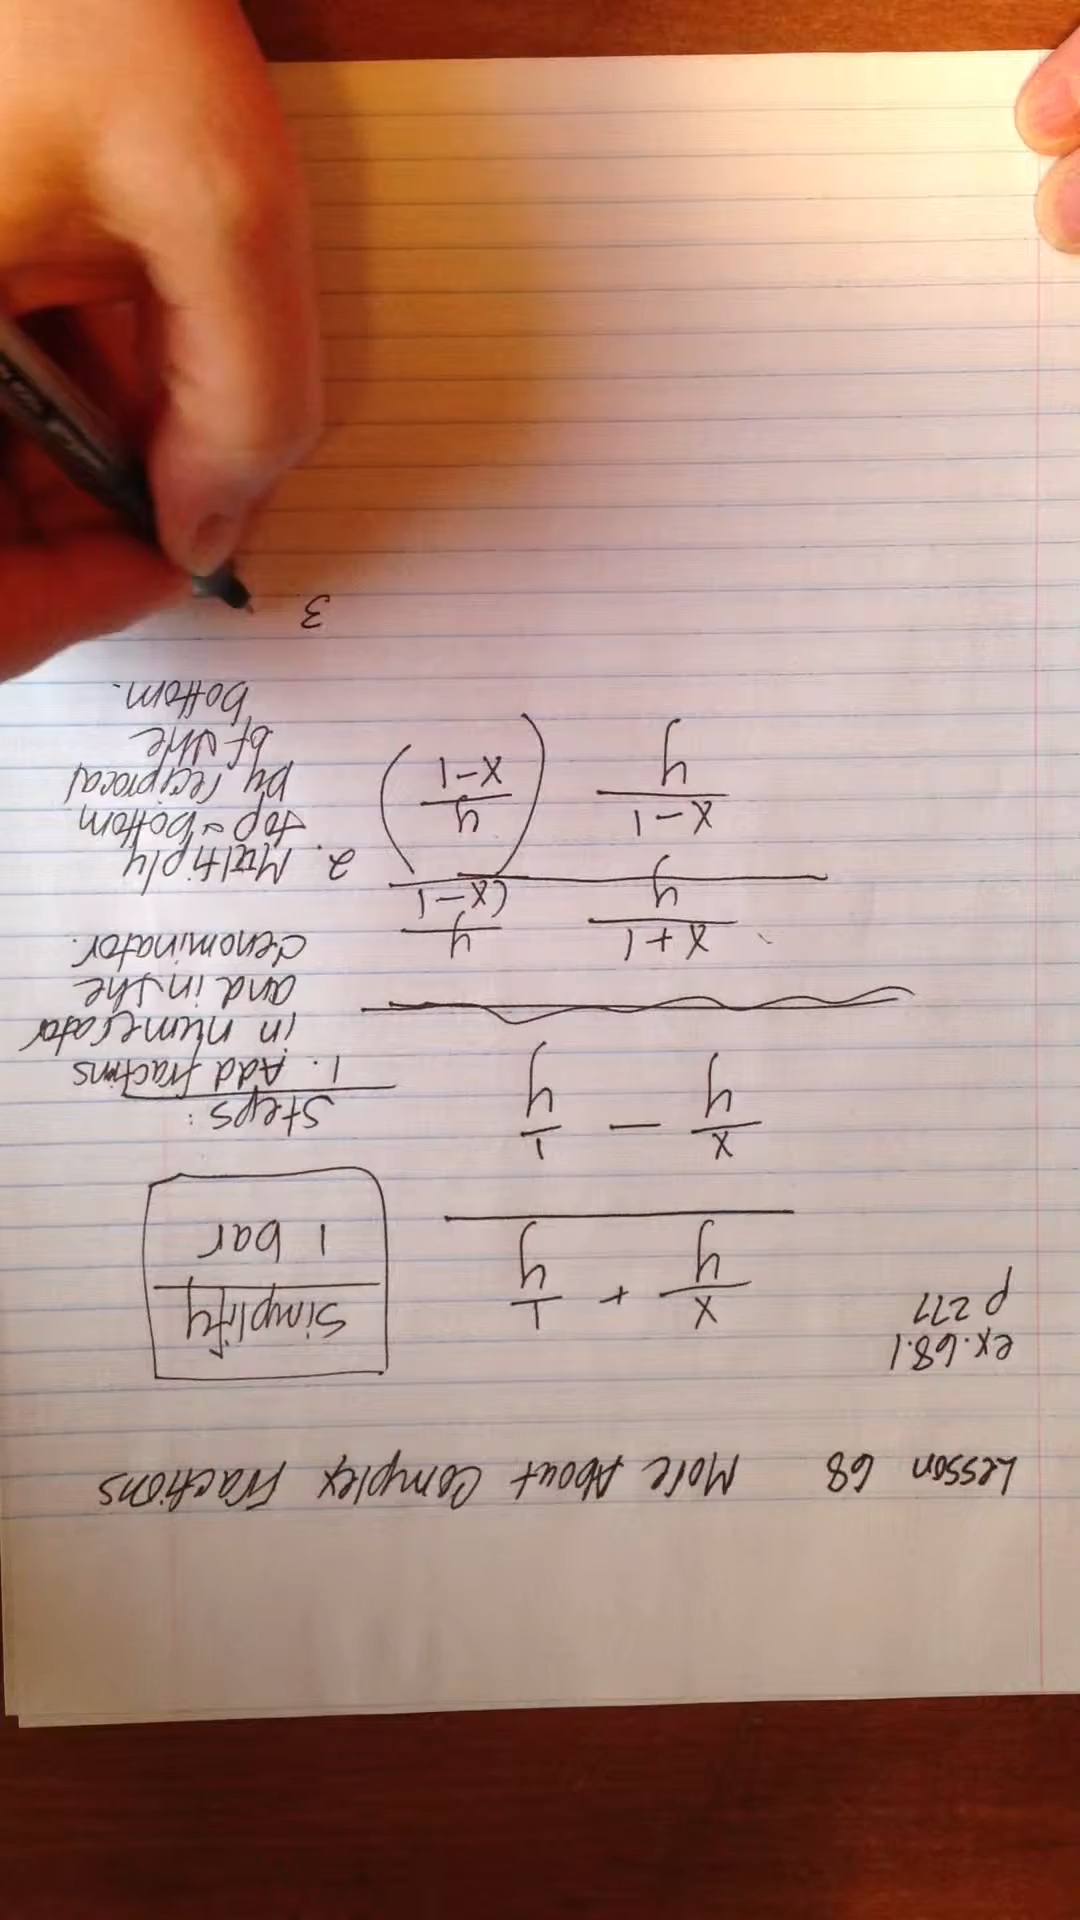 Lesson 68 More About Complex Fractions
ex. 68.1
p 277
x/y + 1/y
x/y - 1/y
Simplify
1 bar
Steps:
1. Add fractions
in numerator
and in the
denominator.
x+1/y y/(x-1
x-1/y (y/x-1)
2. Multiply
top & bottom
by reciprocal
of the
bottom.
3